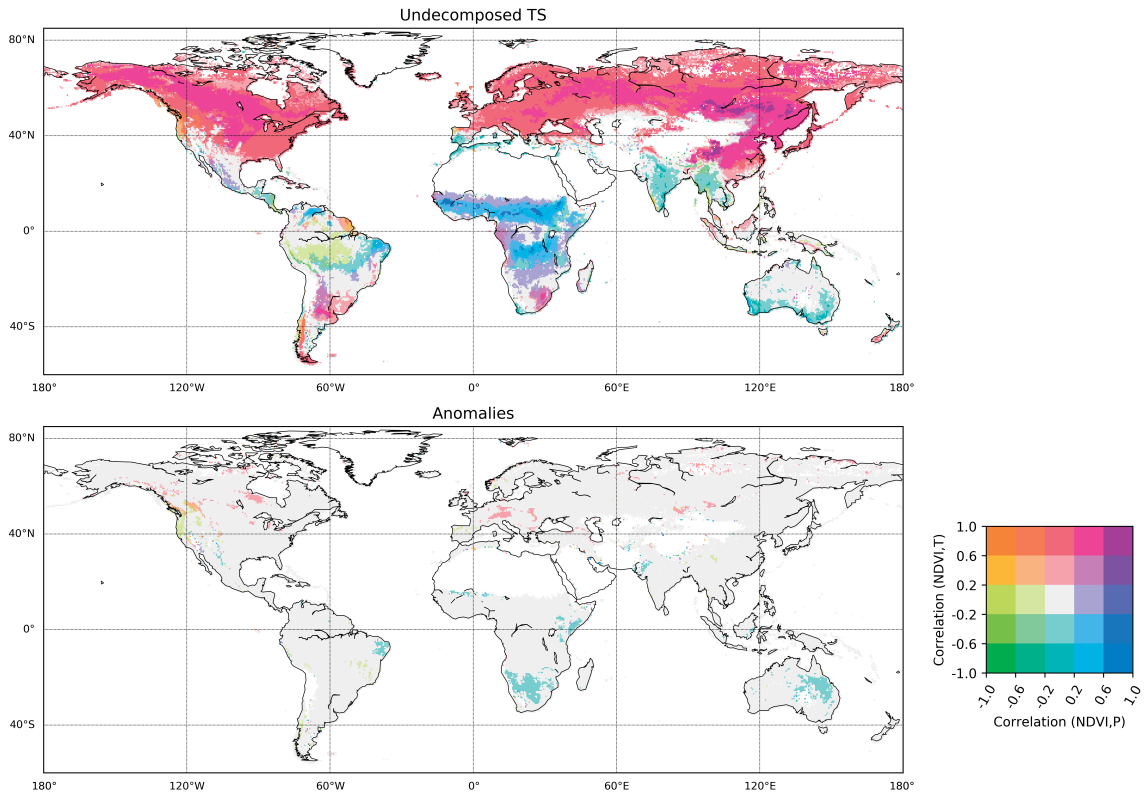 Undecomposed TS
80°N
40°N
0°
40°S
180° 120°W 60°W 0° 60°E 120°E 180°
Anomalies
80°N
40°N
0°
40°S
180° 120°W 60°W 0° 60°E 120°E 180°
Correlation (NDVI,T)
1.0
0.6
0.2
-0.2
-0.6
-1.0
-1.0 -0.6 -0.2 0.2 0.6 1.0
Correlation (NDVI,P)